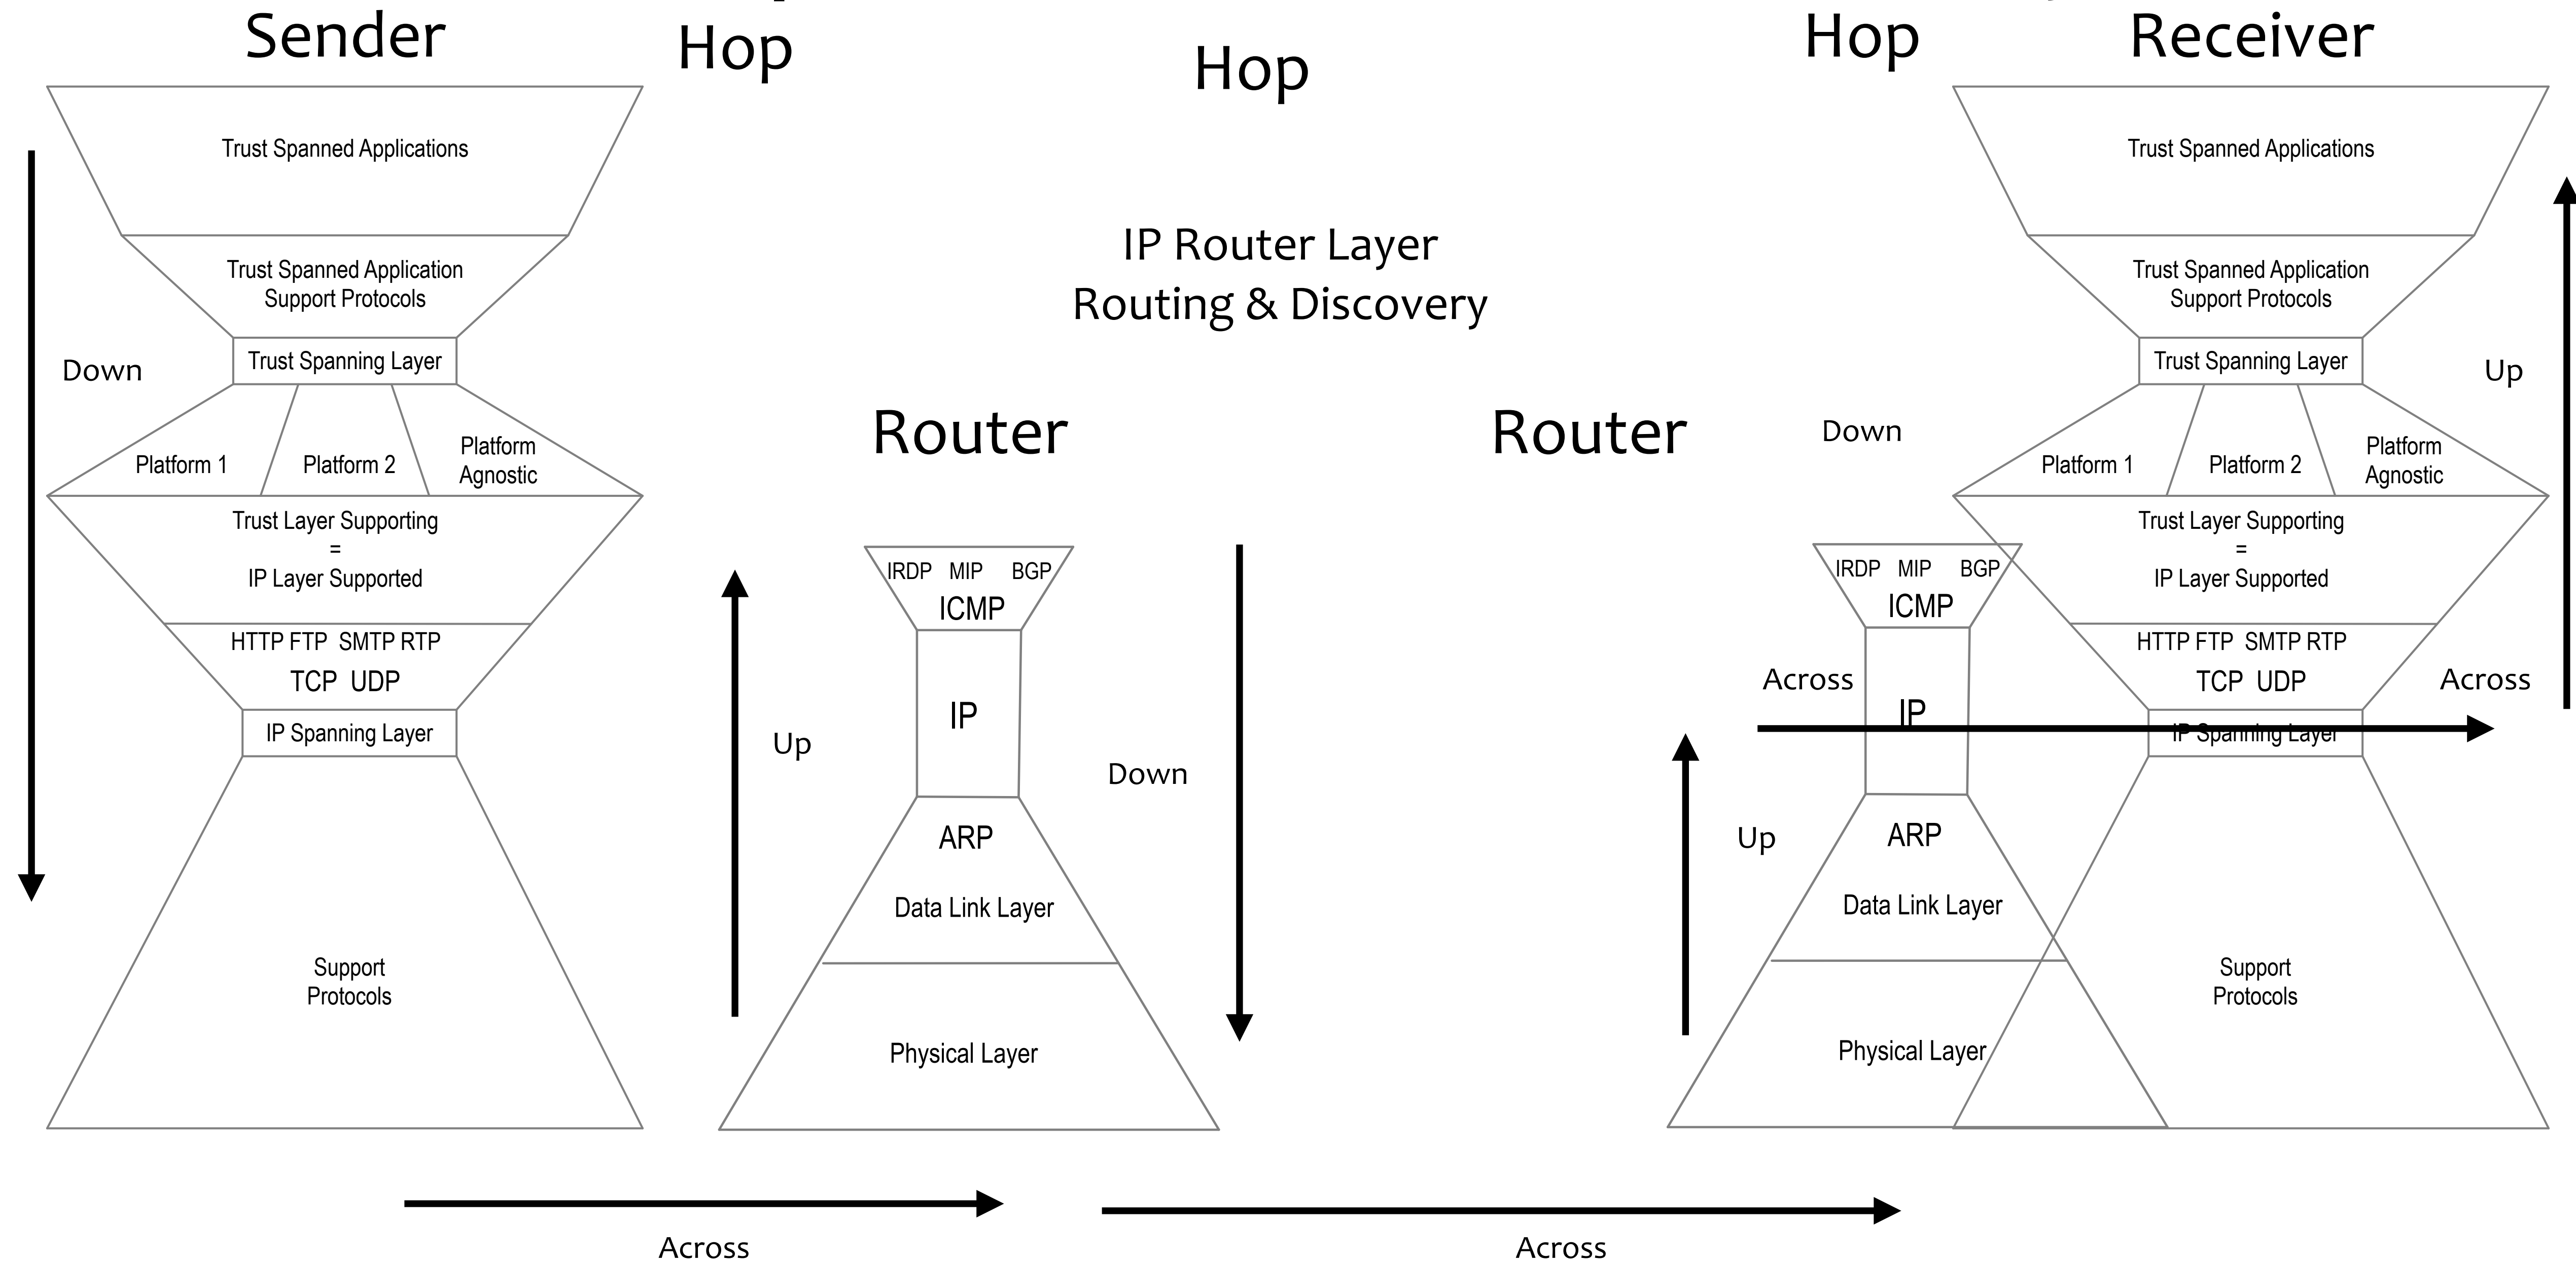 Sender
Hop
Hop
Hop
Receiver
Trust Spanned Applications
Trust Spanned Application
Support Protocols
Trust Spanning Layer
Down
Platform 1
Platform 2
Platform
Agnostic
Trust Layer Supporting
=
IP Layer Supported
HTTP FTP SMTP RTP
TCP UDP
IP Spanning Layer
Support
Protocols
IP Router Layer
Routing & Discovery
Router
IRDP MIP BGP
ICMP
IP
ARP
Data Link Layer
Physical Layer
Up
Down
Router
Down
IRDP MIP BGP
ICMP
Across
IP
Up
ARP
Data Link Layer
Physical Layer
Trust Spanned Applications
Trust Spanned Application
Support Protocols
Trust Spanning Layer
Up
Platform 1
Platform 2
Platform
Agnostic
Trust Layer Supporting
=
IP Layer Supported
HTTP FTP SMTP RTP
TCP UDP
Across
IP Spanning Layer
Support
Protocols
Across
Across